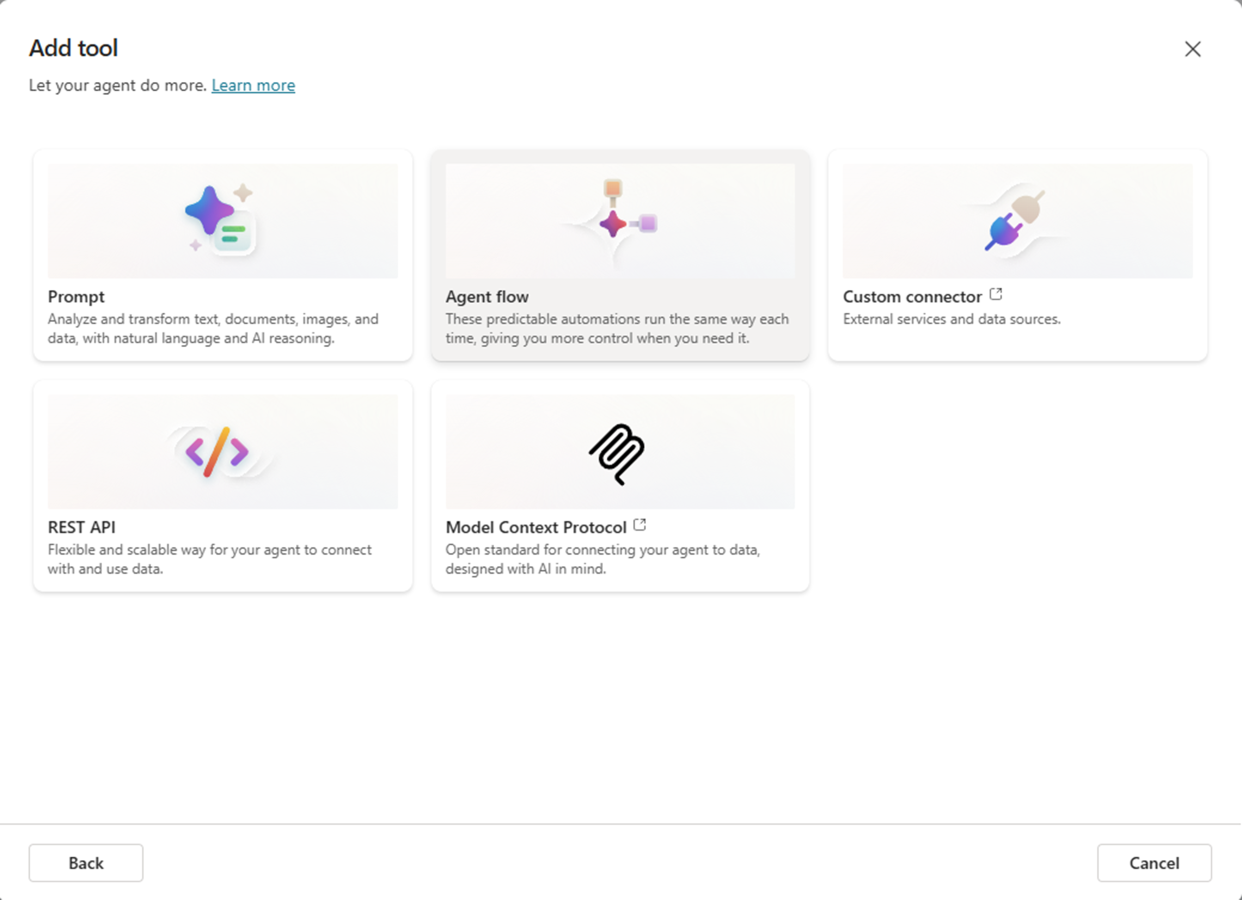 Add tool
Let your agent do more. Learn more
Prompt
Analyze and transform text, documents, images, and
data, with natural language and AI reasoning.
Agent flow
These predictable automations run the same way each
time, giving you more control when you need it.
Custom connector
External services and data sources.
REST API
Flexible and scalable way for your agent to connect
with and use data.
Model Context Protocol
Open standard for connecting your agent to data,
designed with AI in mind.
Back
Cancel